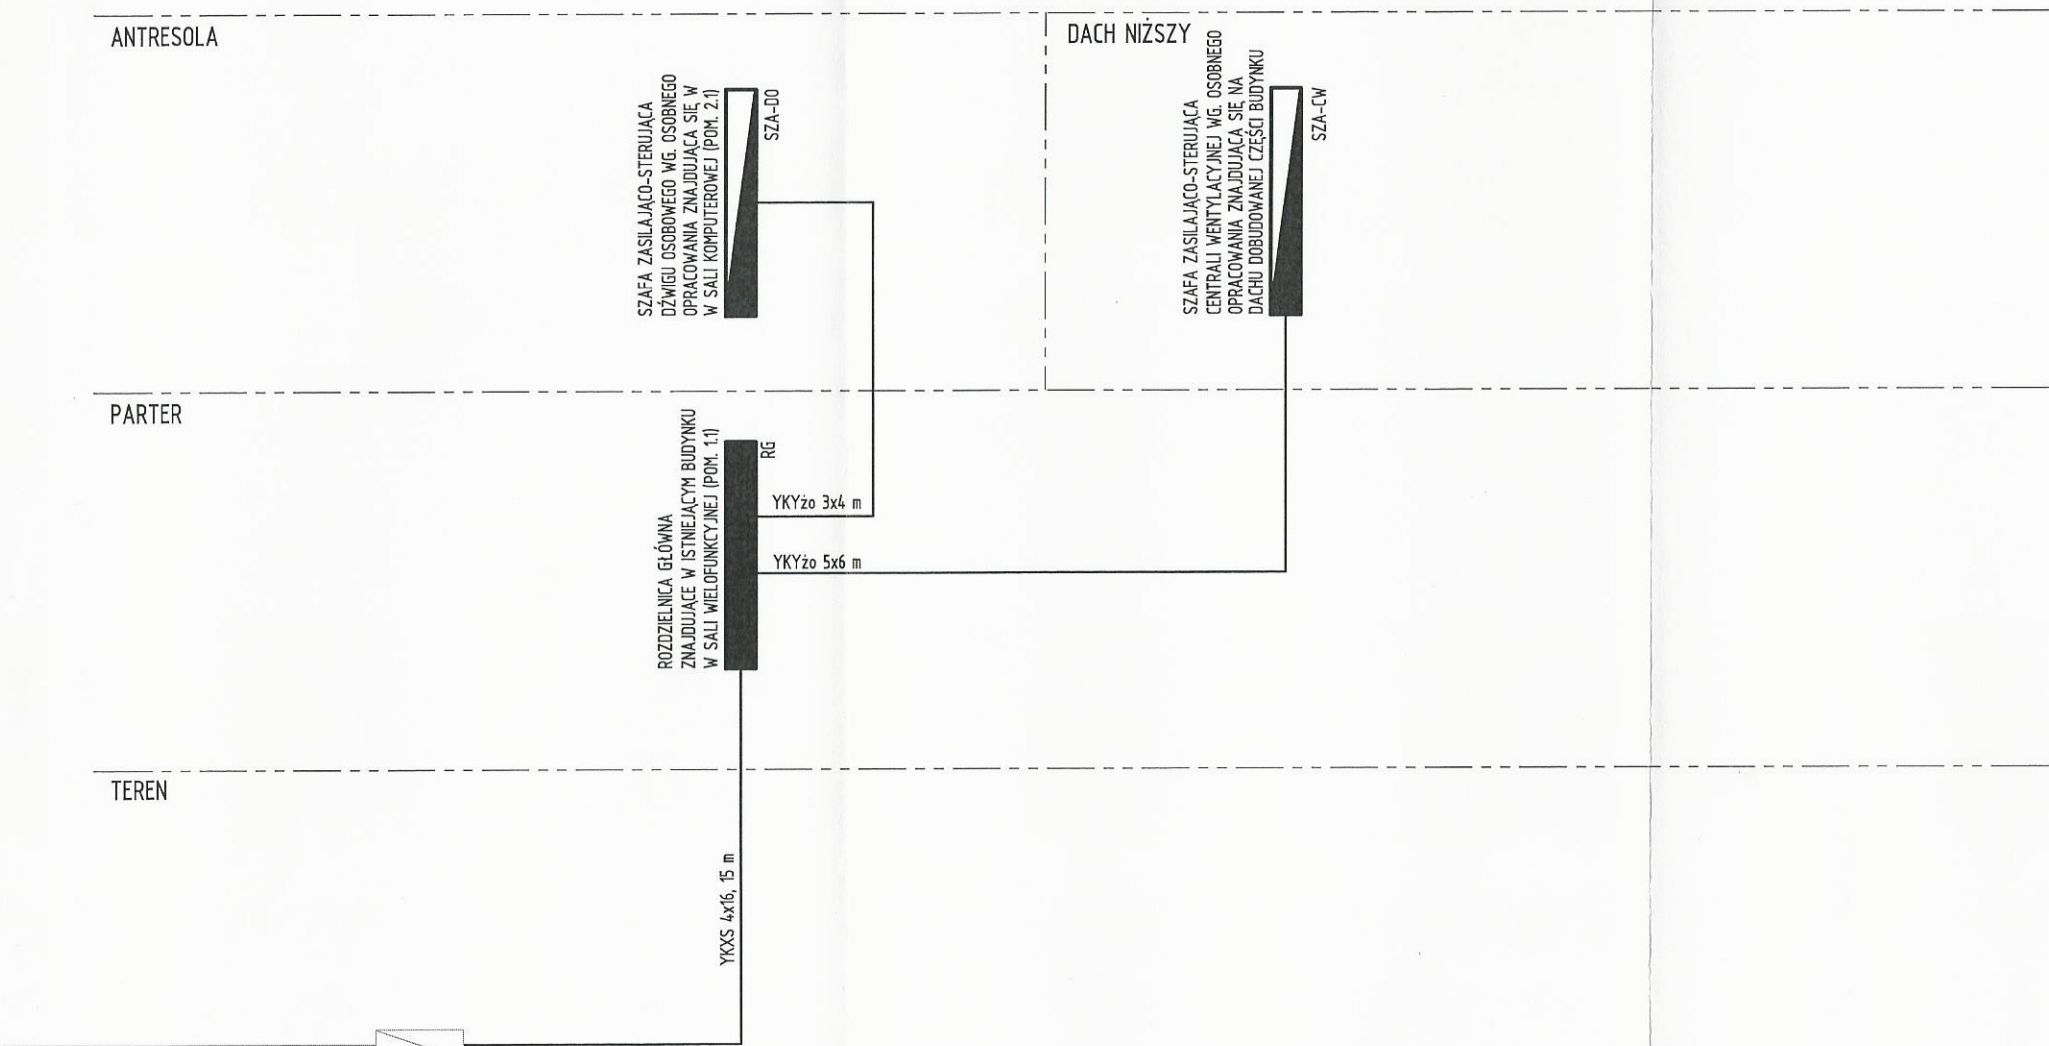 ANTRESOLA
DACH NIŻSZY
SZAFA ZASILAJĄCO-STERUJĄCA
DŹWIGU OSOBOWEGO WG. OSOBNEGO
OPRACOWANIA ZNAJDUJĄCA SIĘ W
W SALI KOMPUTEROWEJ (POM. 2.1)
SZA-DO
SZAFA ZASILAJĄCO-STERUJĄCA
CENTRALI WENTYLACYJNEJ WG. OSOBNEGO
OPRACOWANIA ZNAJDUJĄCA SIĘ NA
DACHU DOBUDOWANEJ CZĘŚCI BUDYNKU
SZA-CW
PARTER
ROZDZIELNICA GŁÓWNA
ZNAJDUJĄCE W ISTNIEJĄCYM BUDYNKU
W SALI WIELOFUNKCYJNEJ (POM. 1.1)
RG
YKYżo 3x4 m
YKYżo 5x6 m
TEREN
YKXS 4x16, 15 m